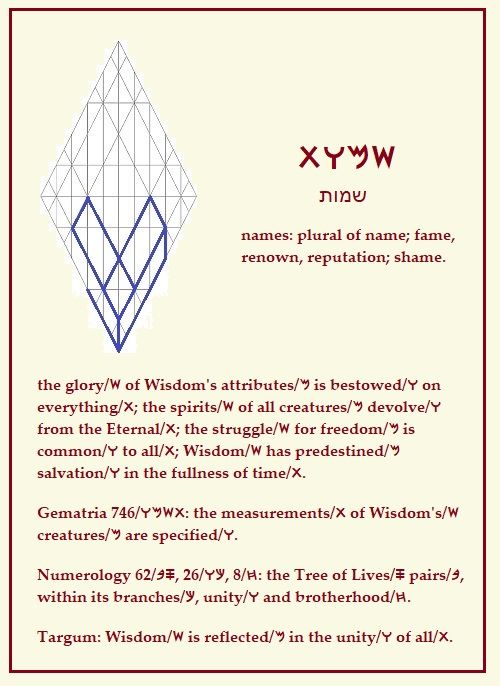 𐤔𐤌𐤅𐤕
שמות
names: plural of name; fame,
renown, reputation; shame.
the glory/𐤔 of Wisdom's attributes/𐤌 is bestowed/𐤅 on
everything/𐤕; the spirits/𐤔 of all creatures/𐤌 devolve/𐤅
from the Eternal/𐤕; the struggle/𐤔 for freedom/𐤌 is
common/𐤅 to all/𐤕; Wisdom/𐤔 has predestined/𐤌
salvation/𐤅 in the fullness of time/𐤕.
Gematria 746/𐤕𐤔𐤌𐤅: the measurements/𐤕 of Wisdom's/𐤔
creatures/𐤌 are specified/𐤅.
Numerology 62/𐤎𐤁, 26/𐤊𐤅, 8/𐤇: the Tree of Lives/𐤎 pairs/𐤁,
within its branches/𐤊, unity/𐤅 and brotherhood/𐤇.
Targum: Wisdom/𐤔 is reflected/𐤌 in the unity/𐤅 of all/𐤕.